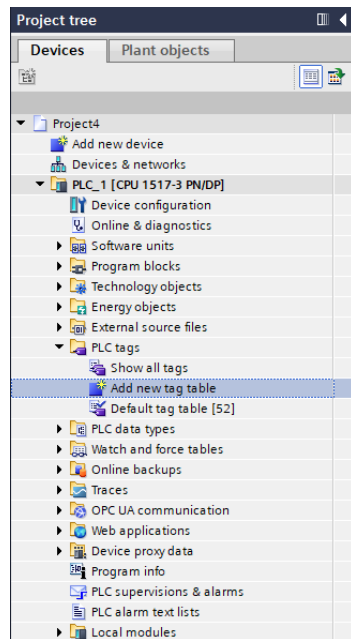 Project tree
Devices
Plant objects
Project4
Add new device
Devices & networks
PLC_1 [CPU 1517-3 PN/DP]
Device configuration
Online & diagnostics
Software units
Program blocks
Technology objects
Energy objects
External source files
PLC tags
Show all tags
Add new tag table
Default tag table [52]
PLC data types
Watch and force tables
Online backups
Traces
OPC UA communication
Web applications
Device proxy data
Program info
PLC supervisions & alarms
PLC alarm text lists
Local modules